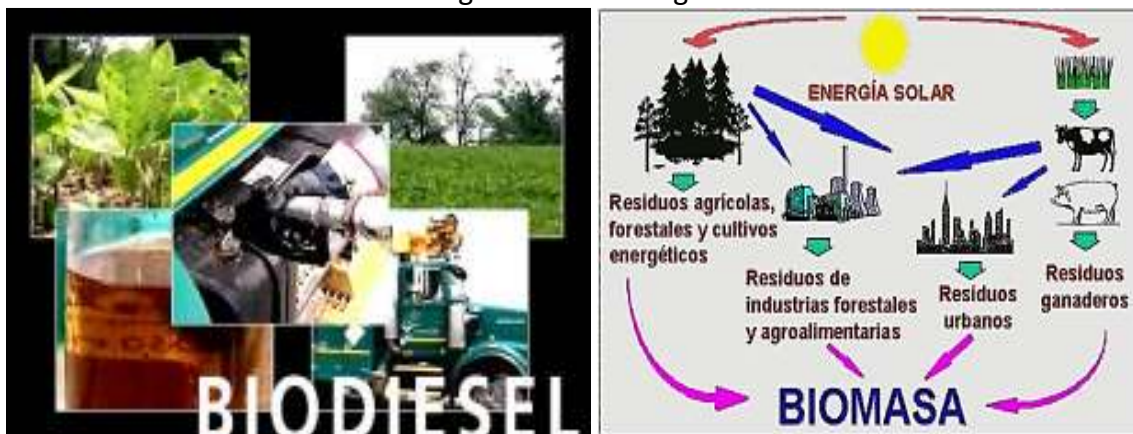 BIODIESEL
ENERGÍA SOLAR
Residuos agrícolas,
forestales y cultivos
energéticos
Residuos de
industrias forestales
y agroalimentarias
Residuos
urbanos
Residuos
ganaderos
BIOMASA